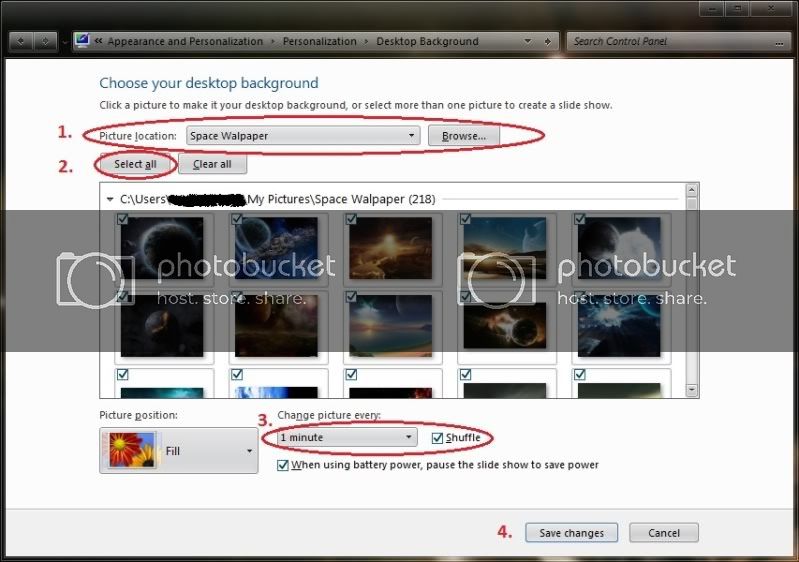 « Appearance and Personalization Personalization Desktop Background Search Control Panel ...
Choose your desktop background
Click a picture to make it your desktop background, or select more than one picture to create a slide show.
1. Picture location: Space Walpaper Browse...
2. Select all Clear all
C:\Users\ My Pictures\Space Walpaper (218)
photobucket photobucket
host. store. share. host. store. share.
Picture position: 3. Change picture every:
Fill 1 minute Shuffle
When using battery power, pause the slide show to save power
4. Save changes Cancel